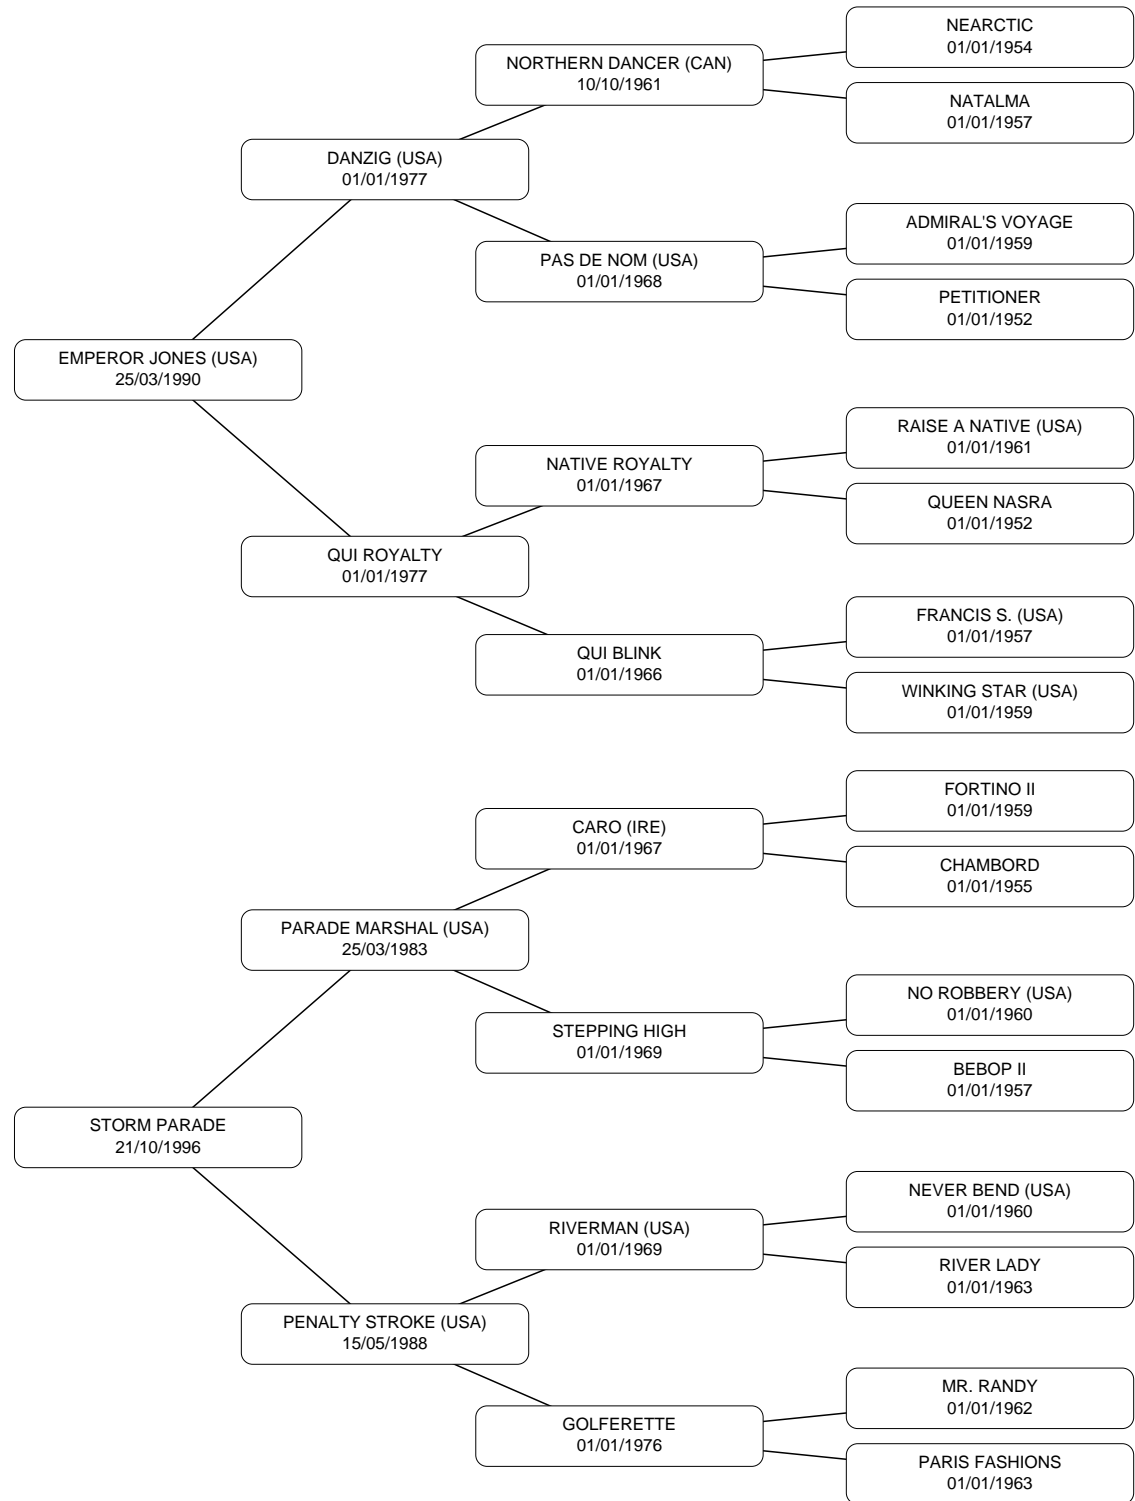 NEARCTIC
01/01/1954
NORTHERN DANCER (CAN)
10/10/1961
NATALMA
01/01/1957
DANZIG (USA)
01/01/1977
ADMIRAL'S VOYAGE
01/01/1959
PAS DE NOM (USA)
01/01/1968
PETITIONER
01/01/1952
EMPEROR JONES (USA)
25/03/1990
RAISE A NATIVE (USA)
01/01/1961
NATIVE ROYALTY
01/01/1967
QUEEN NASRA
01/01/1952
QUI ROYALTY
01/01/1977
FRANCIS S. (USA)
01/01/1957
QUI BLINK
01/01/1966
WINKING STAR (USA)
01/01/1959
FORTINO II
01/01/1959
CARO (IRE)
01/01/1967
CHAMBORD
01/01/1955
PARADE MARSHAL (USA)
25/03/1983
NO ROBBERY (USA)
01/01/1960
STEPPING HIGH
01/01/1969
BEBOP II
01/01/1957
STORM PARADE
21/10/1996
NEVER BEND (USA)
01/01/1960
RIVERMAN (USA)
01/01/1969
RIVER LADY
01/01/1963
PENALTY STROKE (USA)
15/05/1988
MR. RANDY
01/01/1962
GOLFERETTE
01/01/1976
PARIS FASHIONS
01/01/1963